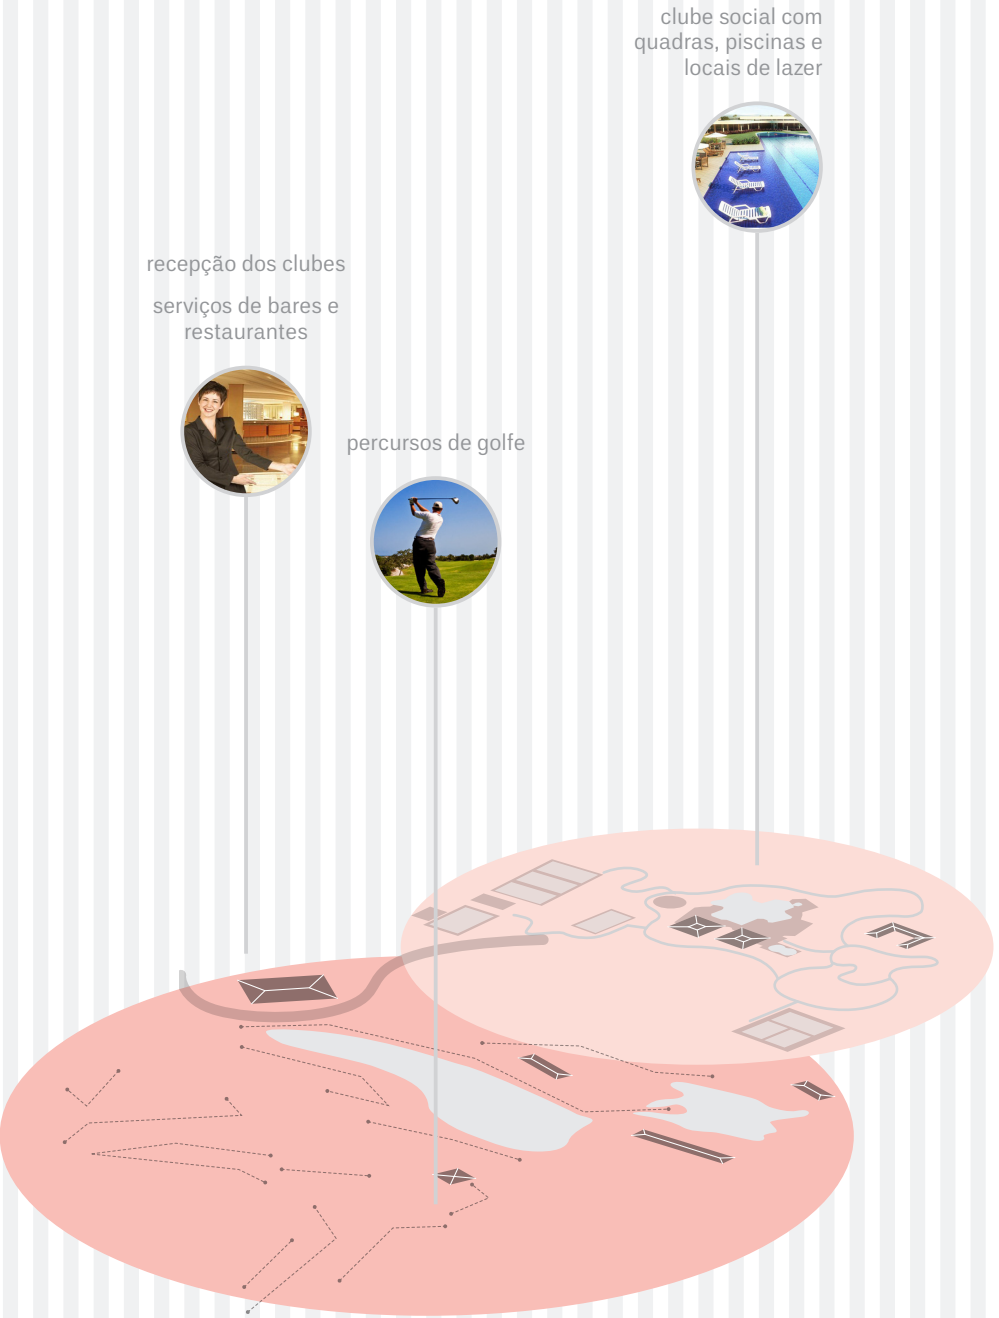 clube social com
quadras, piscinas e
locais de lazer
recepção dos clubes
serviços de bares e
restaurantes
percursos de golfe